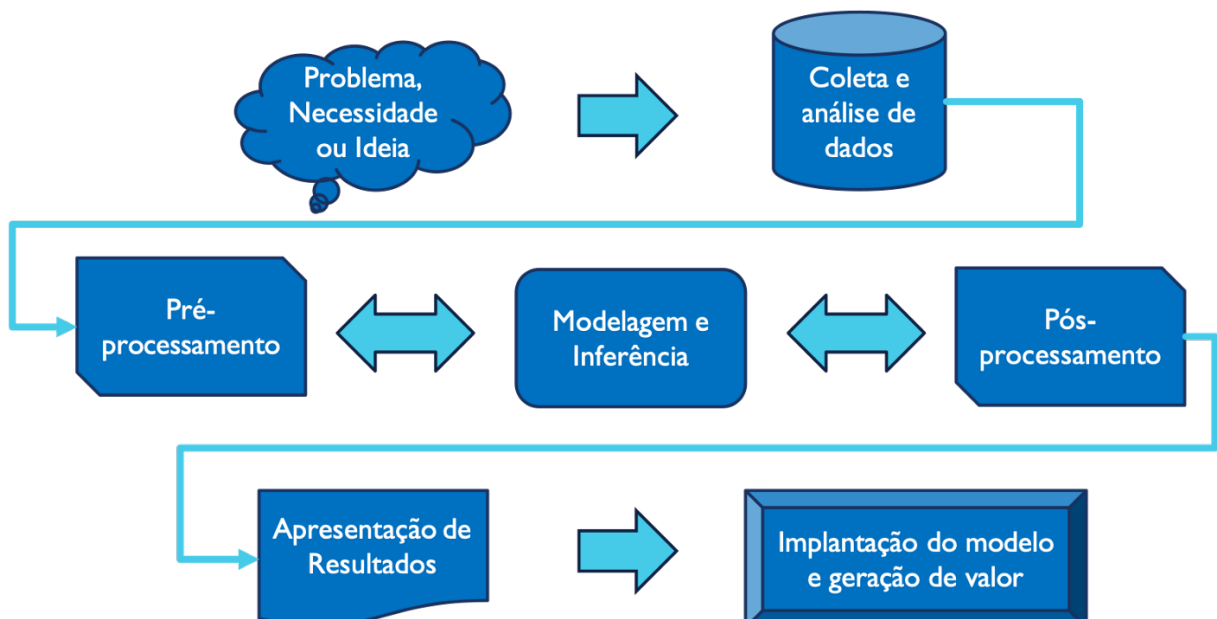 Problema,
Necessidade
ou Ideia
Coleta e
análise de
dados
Pré-
processamento
Modelagem e
Inferência
Pós-
processamento
Apresentação de
Resultados
Implantação do modelo
e geração de valor